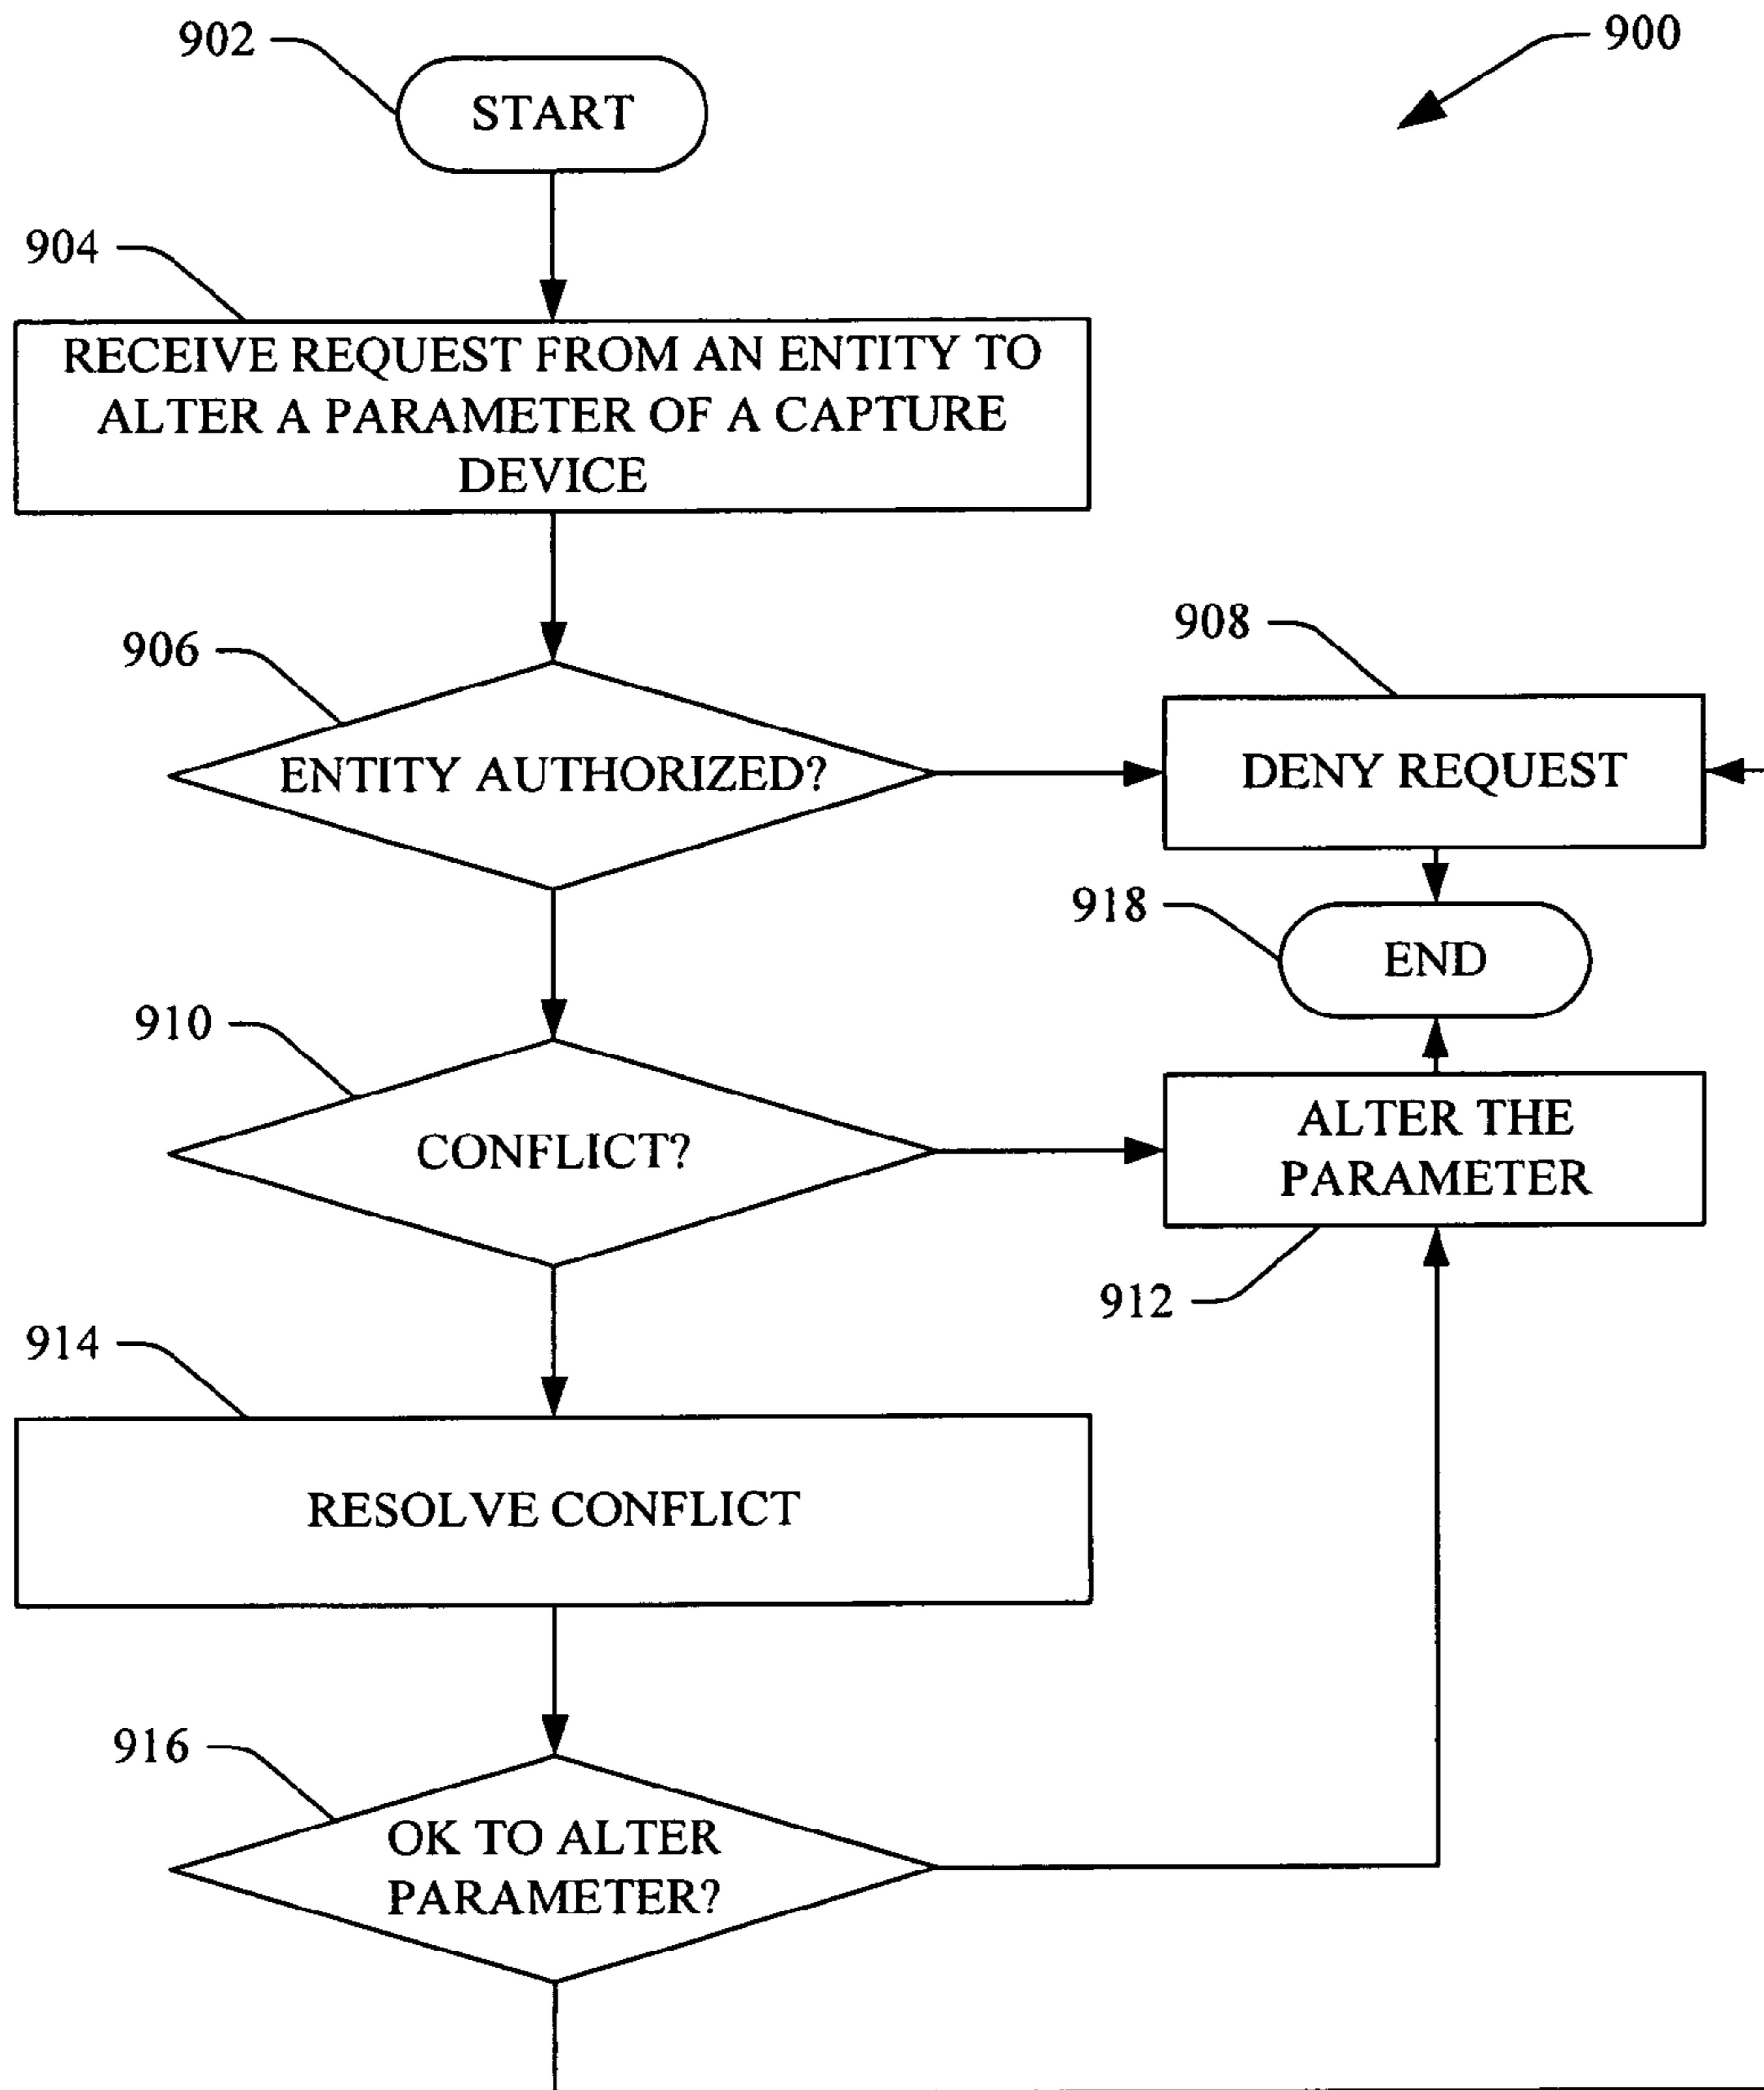 902
START
900
904
RECEIVE REQUEST FROM AN ENTITY TO
ALTER A PARAMETER OF A CAPTURE
DEVICE
906
ENTITY AUTHORIZED?
908
DENY REQUEST
918
END
910
CONFLICT?
ALTER THE
PARAMETER
912
914
RESOLVE CONFLICT
916
OK TO ALTER
PARAMETER?